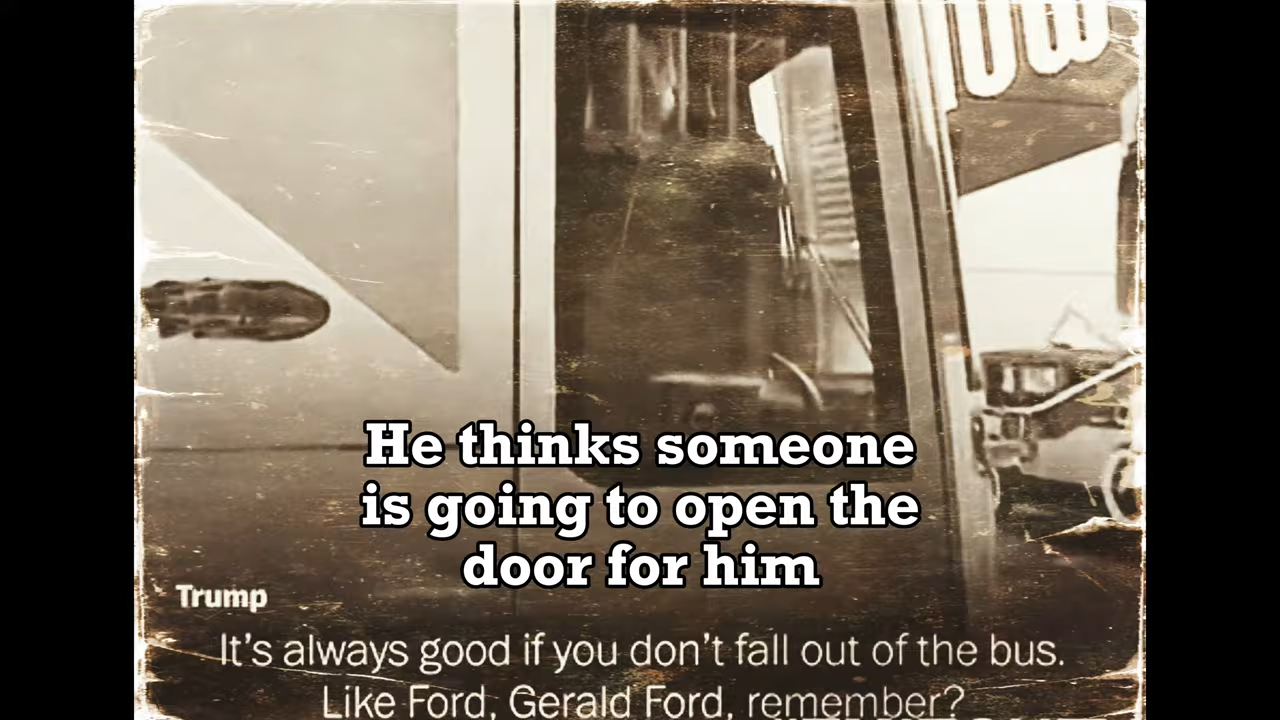 ow
He thinks someone
is going to open the
door for him
Trump
It's always good if you don't fall out of the bus.
Like Ford, Gerald Ford, remember?